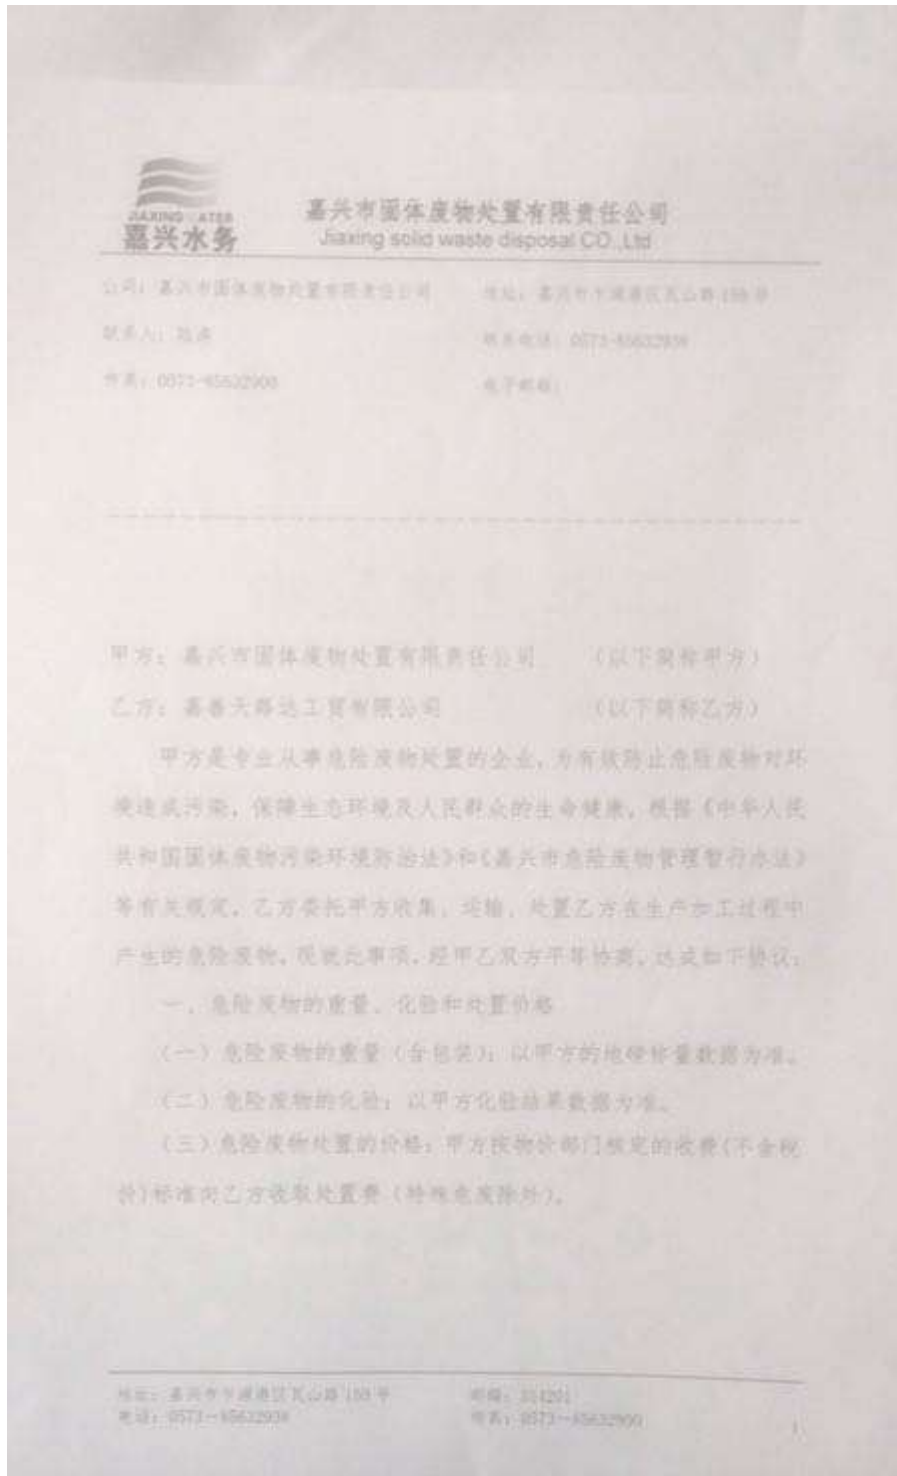 JIAXING WATER
嘉兴水务
嘉兴市固体废物处置有限责任公司
Jiaxing solid waste disposal CO.,Ltd
公司：嘉兴市固体废物处置有限责任公司 地址：嘉兴市乍浦港区瓦山路159号
联系人： 联系电话：0573-85632938
传真：0573-85632900 电子邮箱：
甲方：嘉兴市固体废物处置有限责任公司 （以下简称甲方）
乙方：嘉善天路达工贸有限公司 （以下简称乙方）
甲方是专业从事危险废物处置的企业，为有效防止危险废物对环
境造成污染，保障生态环境及人民群众的生命健康，根据《中华人民
共和国固体废物污染环境防治法》和《嘉兴市危险废物管理暂行办法》
等有关规定，乙方委托甲方收集、运输、处置乙方在生产加工过程中
产生的危险废物。现就此事项，经甲乙双方平等协商，达成如下协议：
一、危险废物的重量、化验和处置价格
（一）危险废物的重量（含包装）：以甲方的地磅称量数据为准。
（二）危险废物的化验：以甲方化验结果数据为准。
（三）危险废物处置的价格：甲方按物价部门核定的收费(不含税
价)标准向乙方收取处置费（特殊危废除外）。
地址：嘉兴市乍浦港区瓦山路159号 邮编：314201
电话：0573－85632938 传真：0573－85632900
1